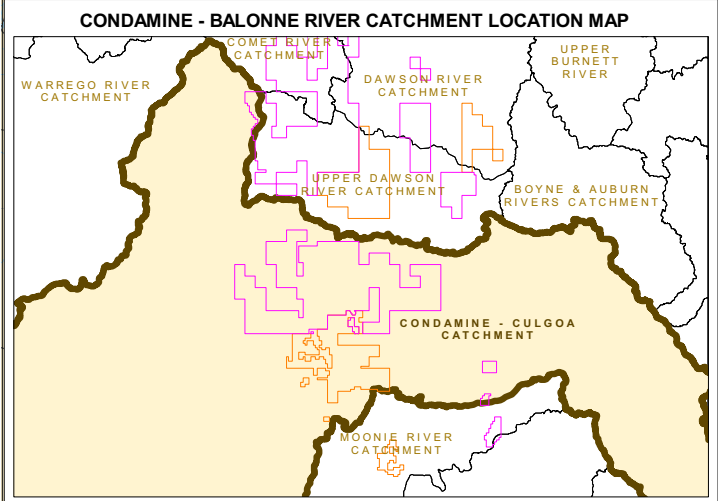 CONDAMINE - BALONNE RIVER CATCHMENT LOCATION MAP
COMET RIVER
CATCHMENT
UPPER
BURNETT
RIVER
WARREGO RIVER
CATCHMENT
DAWSON RIVER
CATCHMENT
UPPER DAWSON
RIVER CATCHMENT
BOYNE & AUBURN
RIVERS CATCHMENT
CONDAMINE - CULGOA
CATCHMENT
MOONIE RIVER
CATCHMENT